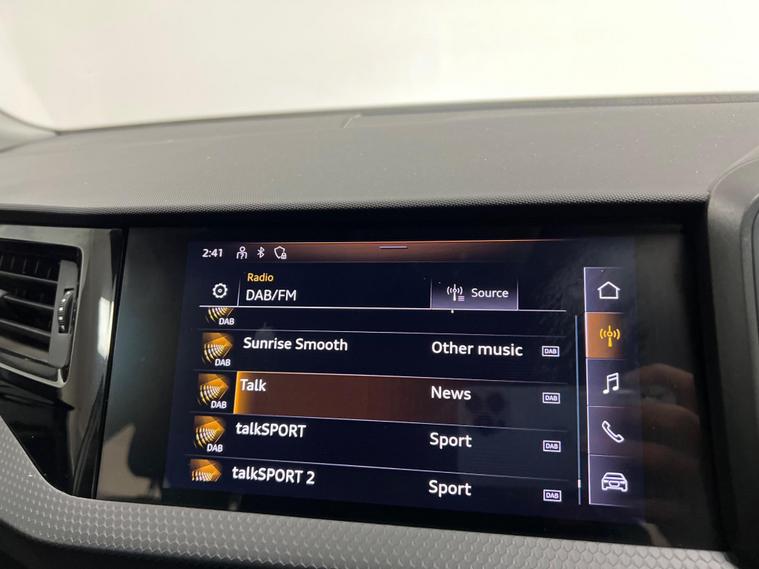 2:41
Radio
DAB/FM
Source
DAB
Sunrise Smooth Other music DAB
DAB
Talk News DAB
DAB
talkSPORT Sport DAB
DAB
talkSPORT 2 Sport DAB